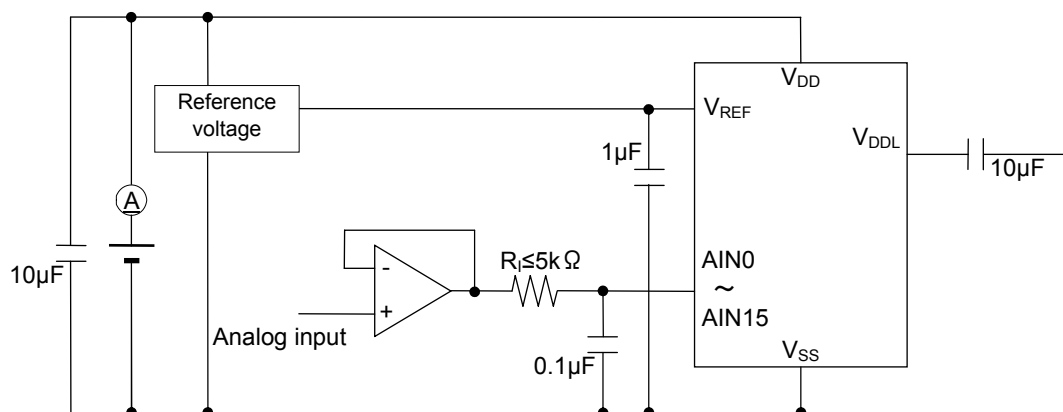 V_DD
Reference
voltage
V_REF
V_DDL
1μF
10μF
A
10μF
R_I≤5kΩ
AIN0
~
AIN15
-
+
Analog input
0.1μF
V_SS